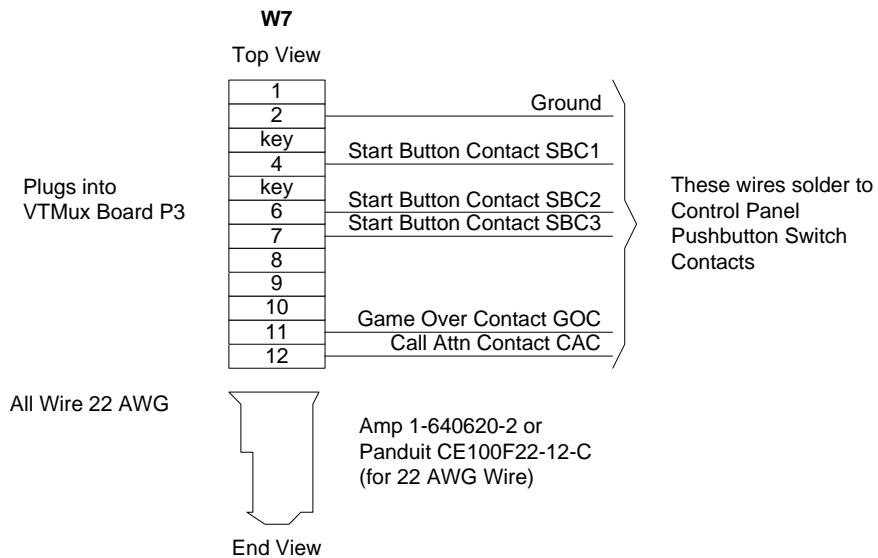 W7
Top View
1
2
key
4
key
6
7
8
9
10
11
12
Ground
Start Button Contact SBC1
Start Button Contact SBC2
Start Button Contact SBC3
Game Over Contact GOC
Call Attn Contact CAC
Plugs into
VTMux Board P3
These wires solder to
Control Panel
Pushbutton Switch
Contacts
All Wire 22 AWG
Amp 1-640620-2 or
Panduit CE100F22-12-C
(for 22 AWG Wire)
End View